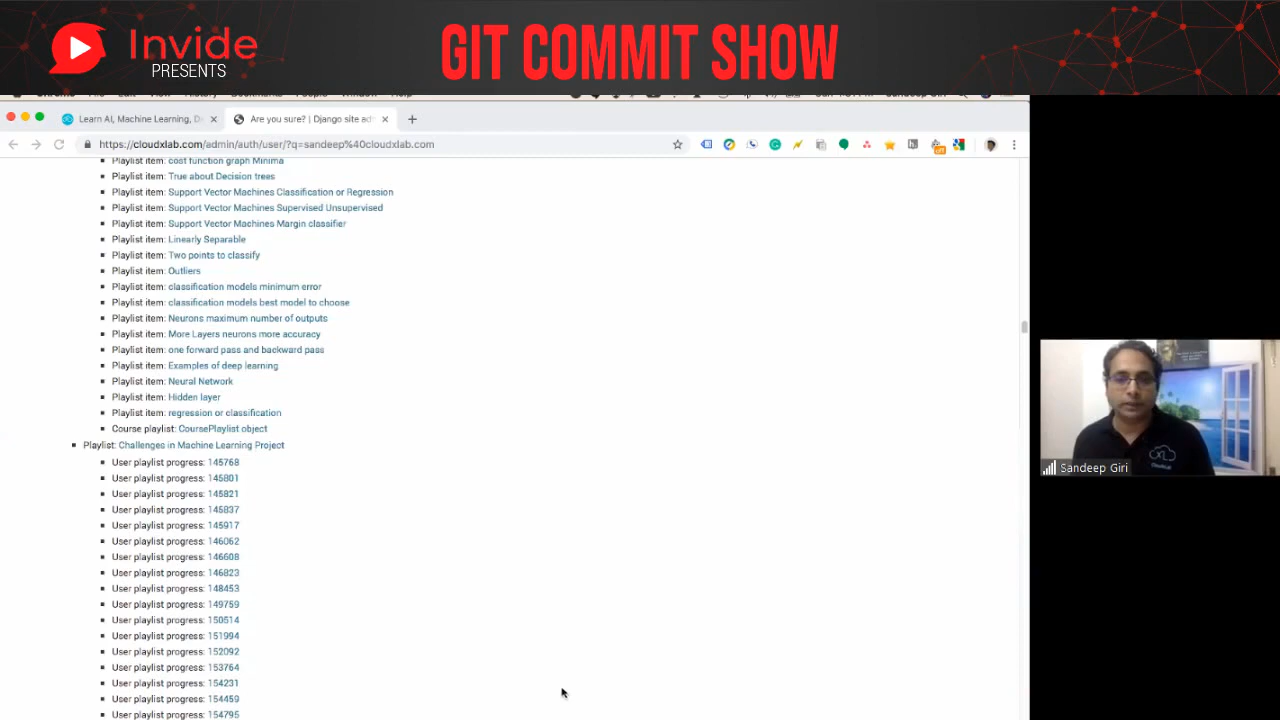 Invide
PRESENTS
GIT COMMIT SHOW
Learn AI, Machine Learning, D
Are you sure? | Django site ad
https://cloudxlab.com/admin/auth/user/?q=sandeep%40cloudxlab.com
Playlist item: cost function graph Minima
Playlist item: True about Decision trees
Playlist item: Support Vector Machines Classification or Regression
Playlist item: Support Vector Machines Supervised Unsupervised
Playlist item: Support Vector Machines Margin classifier
Playlist item: Linearly Separable
Playlist item: Two points to classify
Playlist item: Outliers
Playlist item: classification models minimum error
Playlist item: classification models best model to choose
Playlist item: Neurons maximum number of outputs
Playlist item: More Layers neurons more accuracy
Playlist item: one forward pass and backward pass
Playlist item: Examples of deep learning
Playlist item: Neural Network
Playlist item: Hidden layer
Playlist item: regression or classification
Course playlist: CoursePlaylist object
Playlist: Challenges in Machine Learning Project
User playlist progress: 145768
User playlist progress: 145801
User playlist progress: 145821
User playlist progress: 145837
User playlist progress: 145917
User playlist progress: 146062
User playlist progress: 146608
User playlist progress: 146823
User playlist progress: 148453
User playlist progress: 149759
User playlist progress: 150514
User playlist progress: 151994
User playlist progress: 152092
User playlist progress: 153764
User playlist progress: 154231
User playlist progress: 154459
User playlist progress: 154795
Sandeep Giri